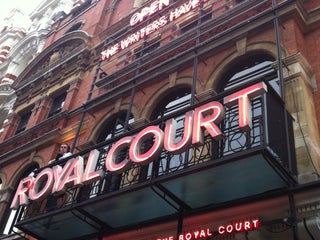 OPEN
THE WRITERS HAVE
ROYAL COURT
THE ROYAL COURT